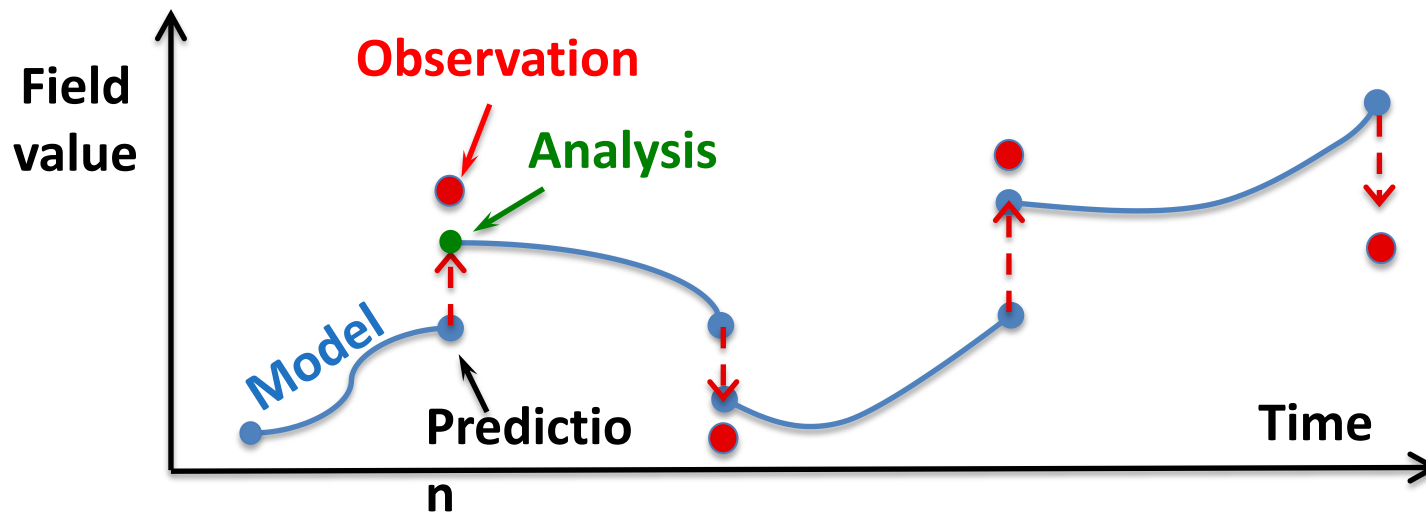 Field
value
Observation
Analysis
Model
Predictio
n
Time